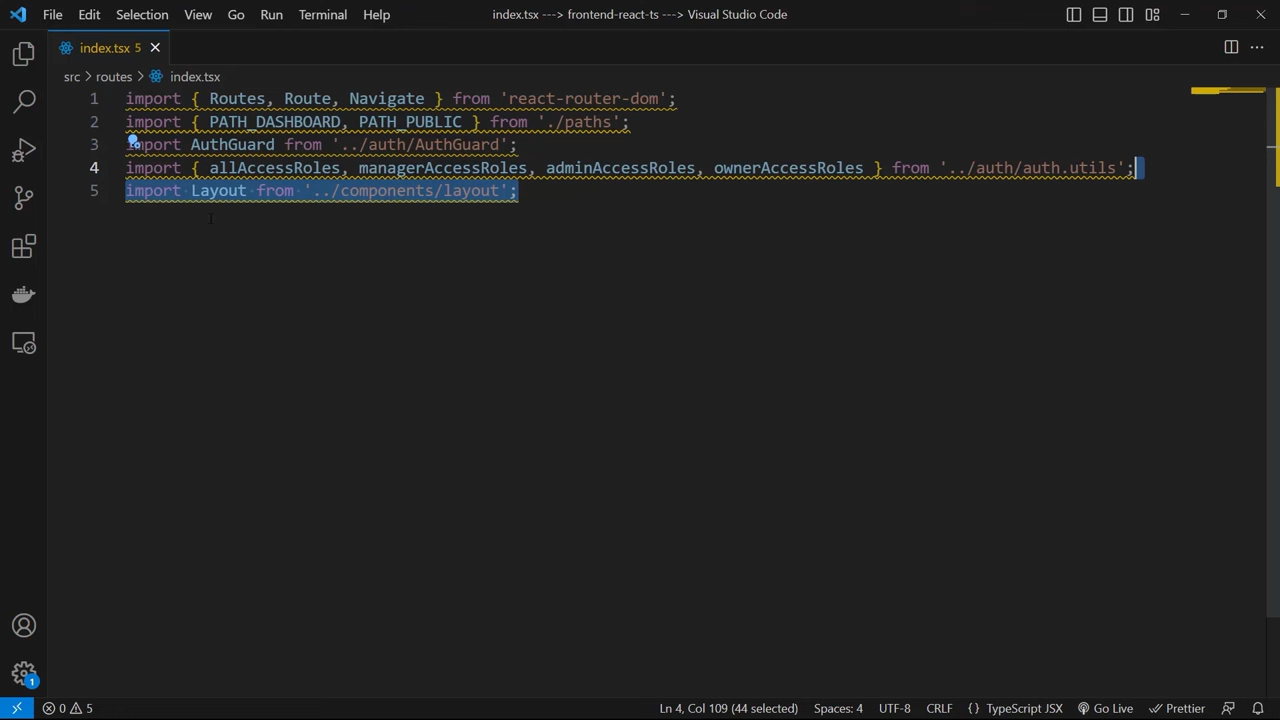 File Edit Selection View Go Run Terminal Help index.tsx ---> frontend-react-ts ---> Visual Studio Code
index.tsx 5
src > routes > index.tsx
1 import { Routes, Route, Navigate } from 'react-router-dom';
2 import { PATH_DASHBOARD, PATH_PUBLIC } from './paths';
3 import AuthGuard from '../auth/AuthGuard';
4 import { allAccessRoles, managerAccessRoles, adminAccessRoles, ownerAccessRoles } from '../auth/auth.utils';
5 import Layout from '../components/layout';
1
0 5 Ln 4, Col 109 (44 selected) Spaces: 4 UTF-8 CRLF { } TypeScript JSX Go Live Prettier